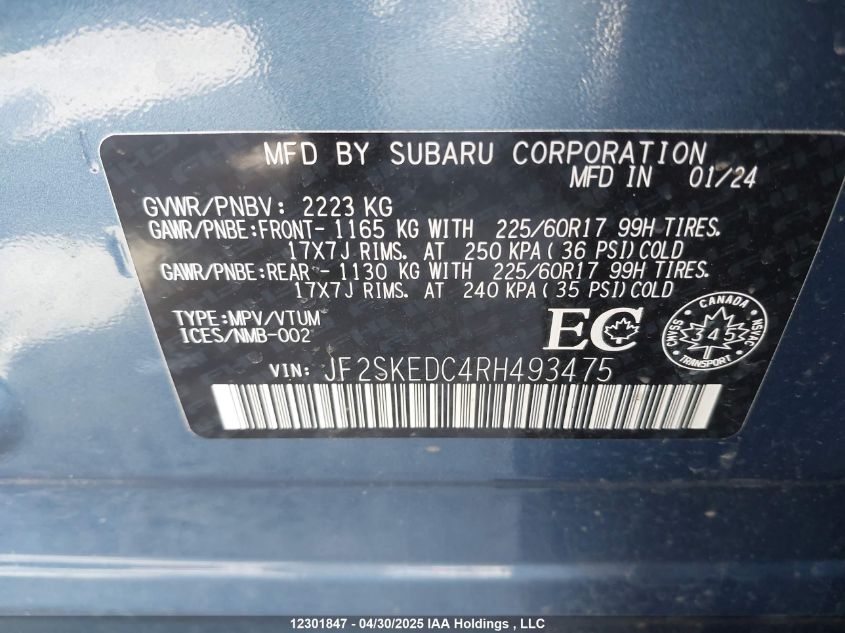 MFD BY SUBARU CORPORATION
MFD IN 01/24
GVWR/PNBV: 2223 KG
GAWR/PNBE:FRONT- 1165 KG WITH 225/60R17 99H TIRES.
17X7J RIMS. AT 250 KPA( 36 PSI)COLD
GAWR/PNBE:REAR - 1130 KG WITH 225/60R17 99H TIRES.
17X7J RIMS. AT 240 KPA( 35 PSI)COLD
TYPE:MPV/VTUM
ICES/NMB-002
EC
CANADA
CMVSS
4
NSVAC
TRANSPORT
VIN: JF2SKEDC4RH493475
12301847 - 04/30/2025 IAA Holdings , LLC